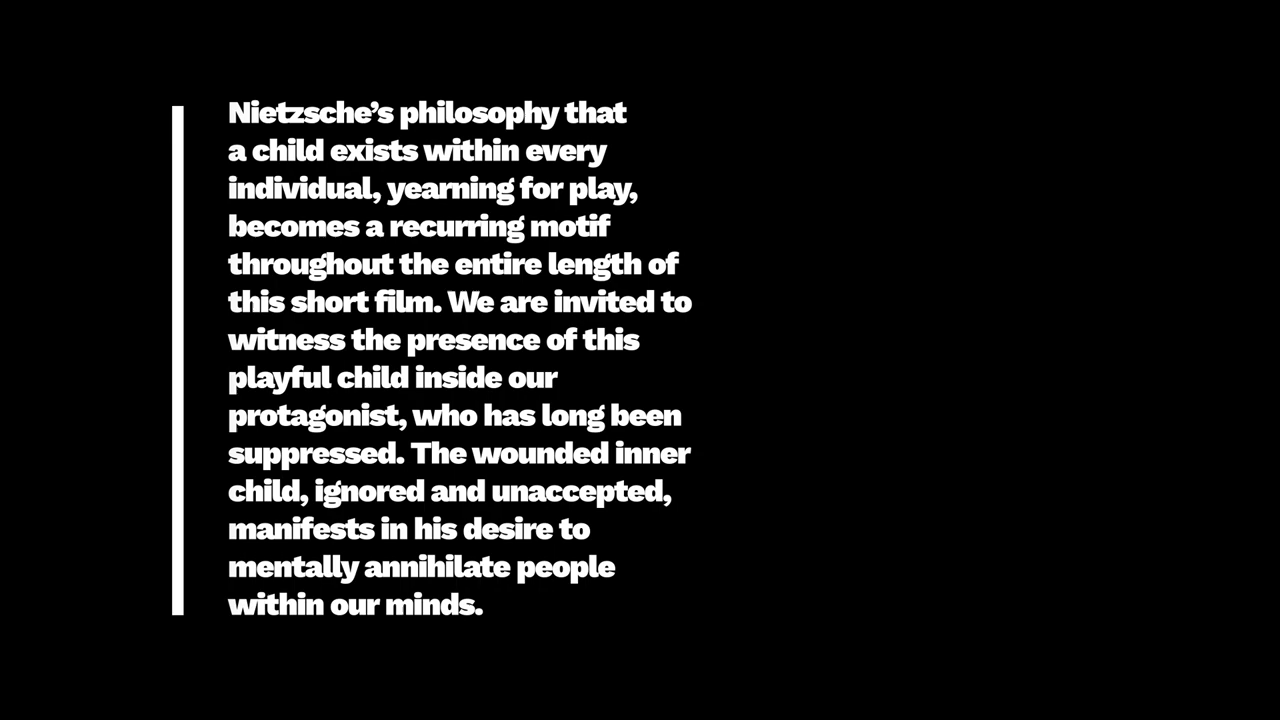 Nietzsche’s philosophy that
a child exists within every
individual, yearning for play,
becomes a recurring motif
throughout the entire length of
this short film. We are invited to
witness the presence of this
playful child inside our
protagonist, who has long been
suppressed. The wounded inner
child, ignored and unaccepted,
manifests in his desire to
mentally annihilate people
within our minds.